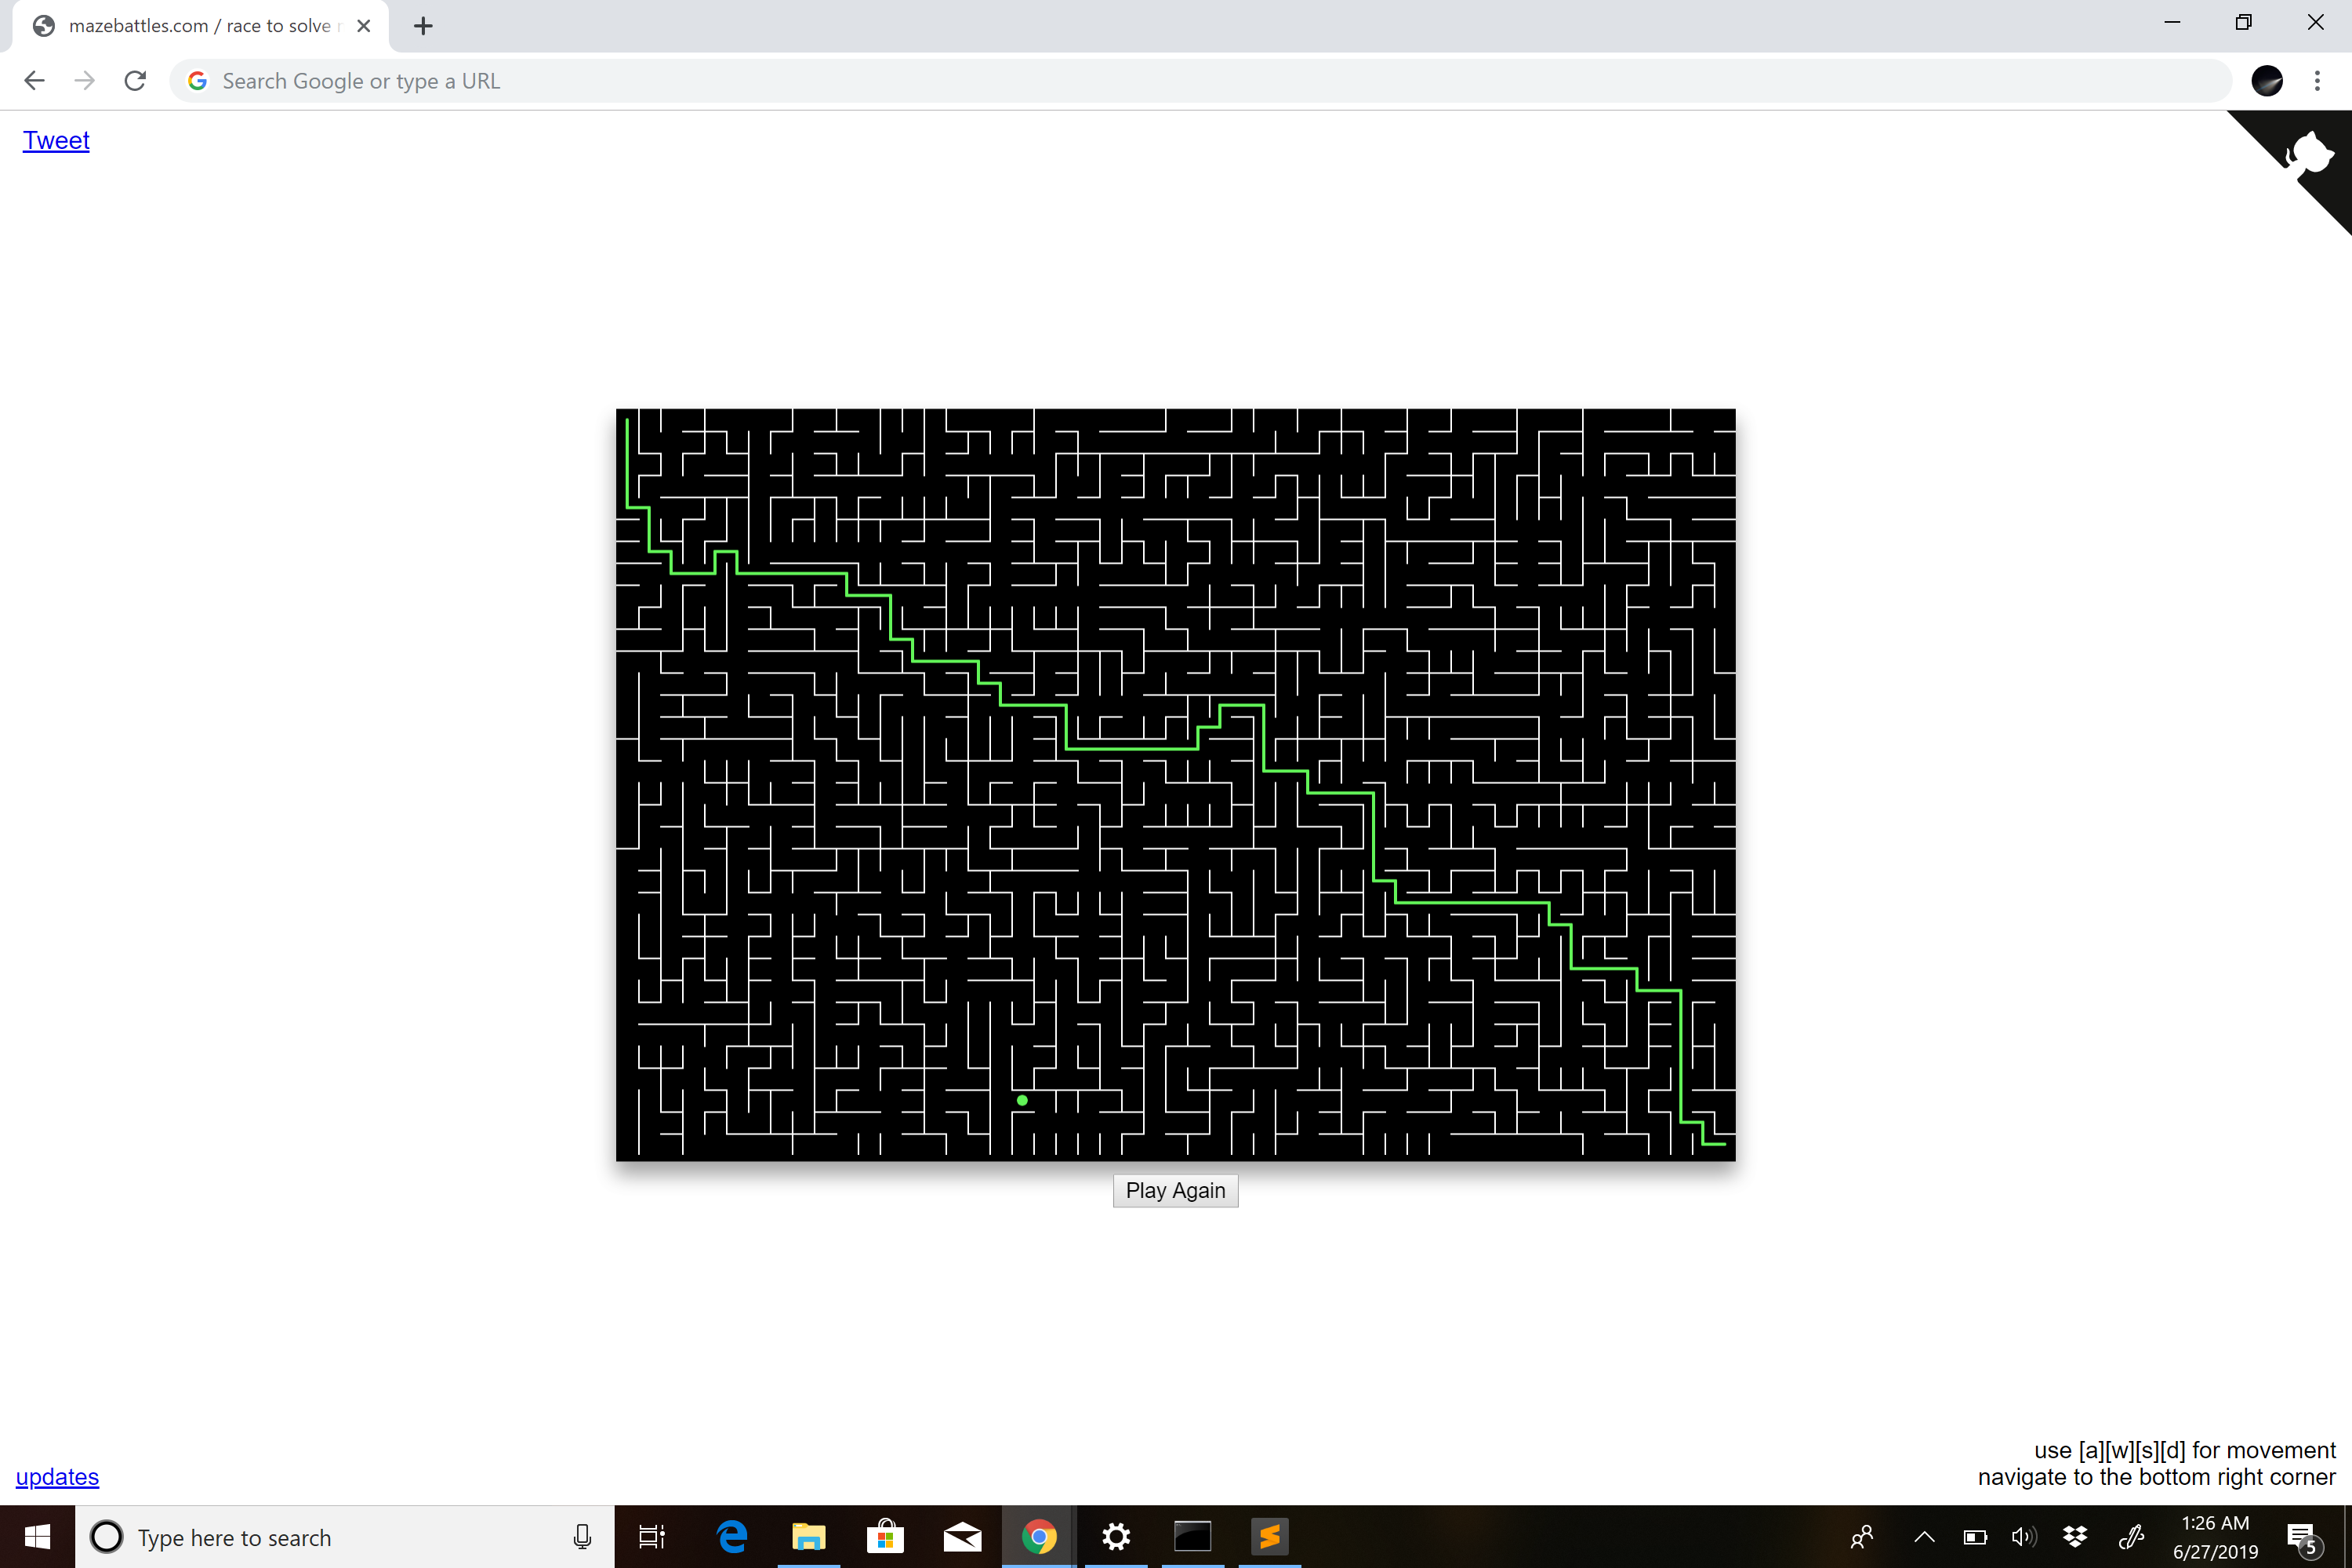 mazebattles.com / race to solve
Search Google or type a URL
Tweet
Play Again
use [a][w][s][d] for movement
navigate to the bottom right corner
updates
Type here to search
1:26 AM
6/27/2019
5